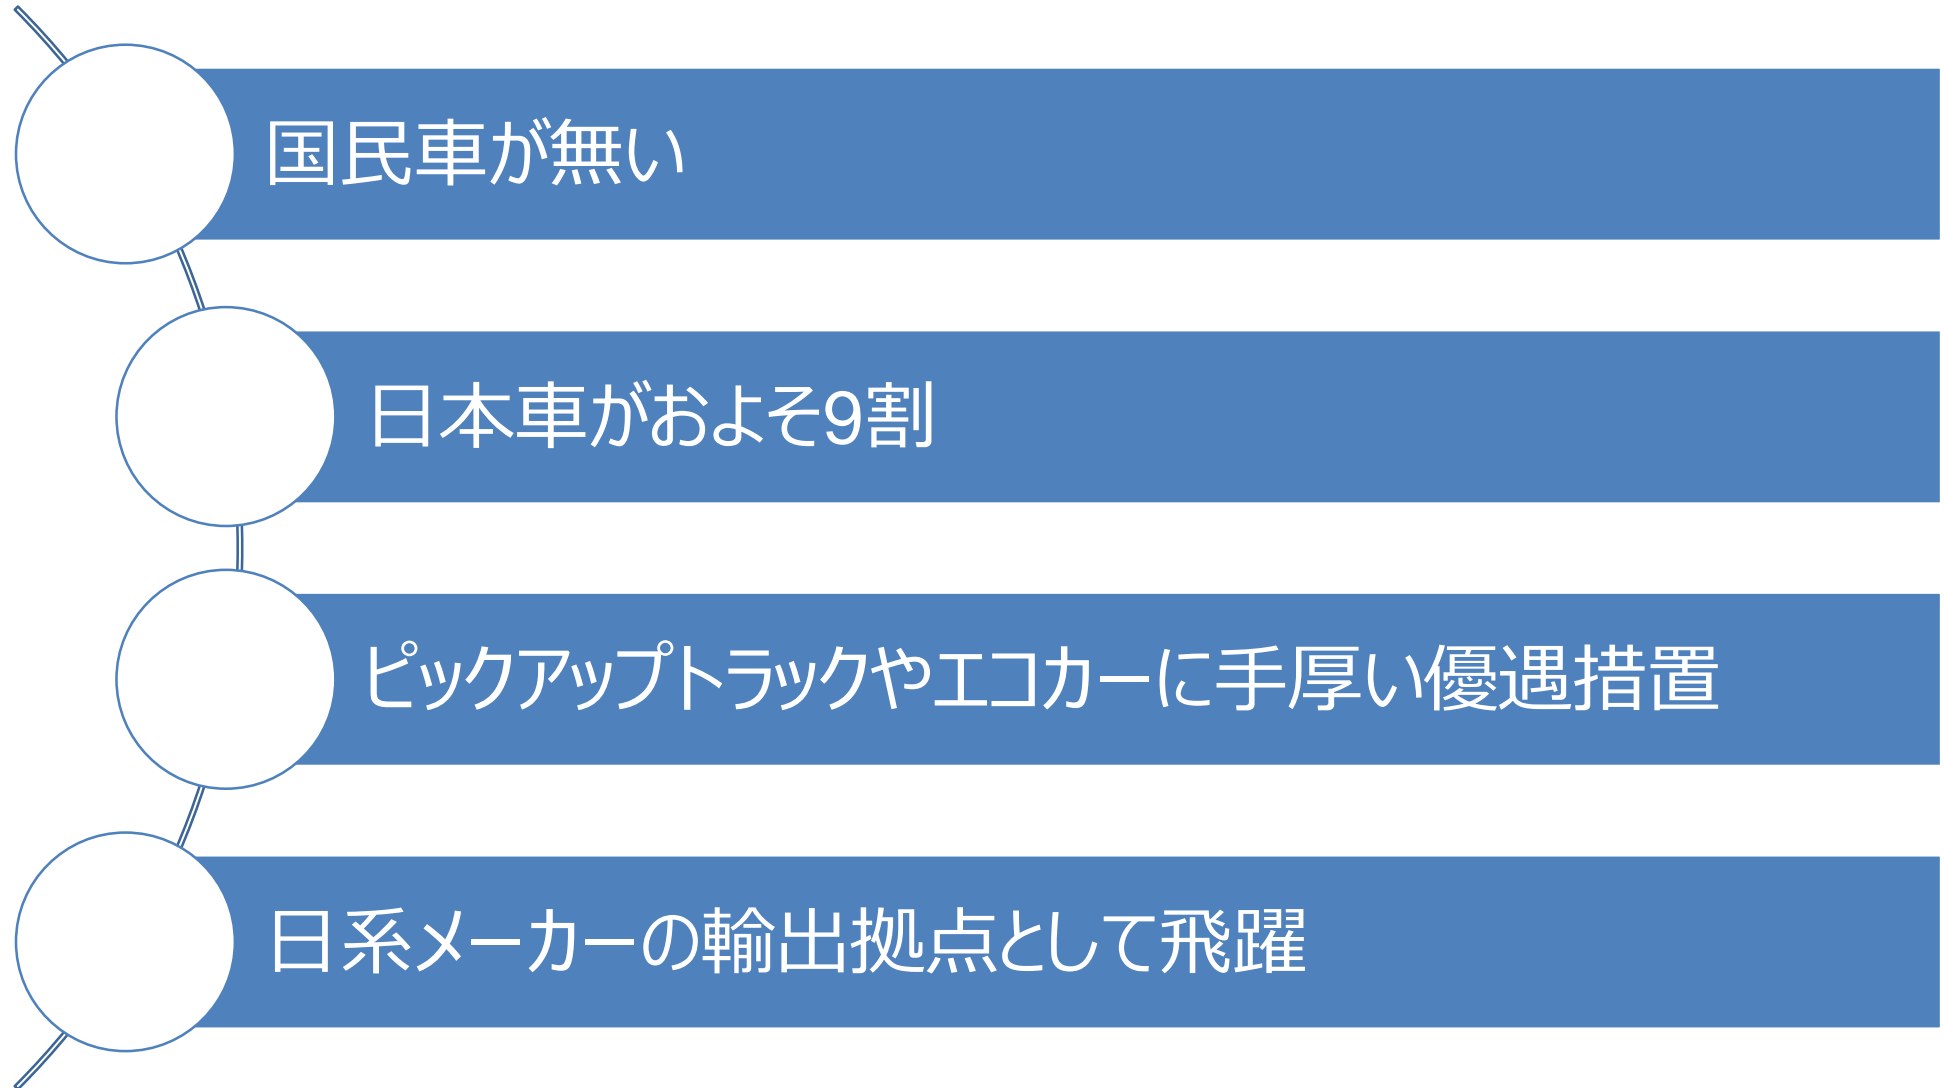 国民車が無い
日本車がおよそ9割
ピックアップトラックやエコカーに手厚い優遇措置
日系メーカーの輸出拠点として飛躍